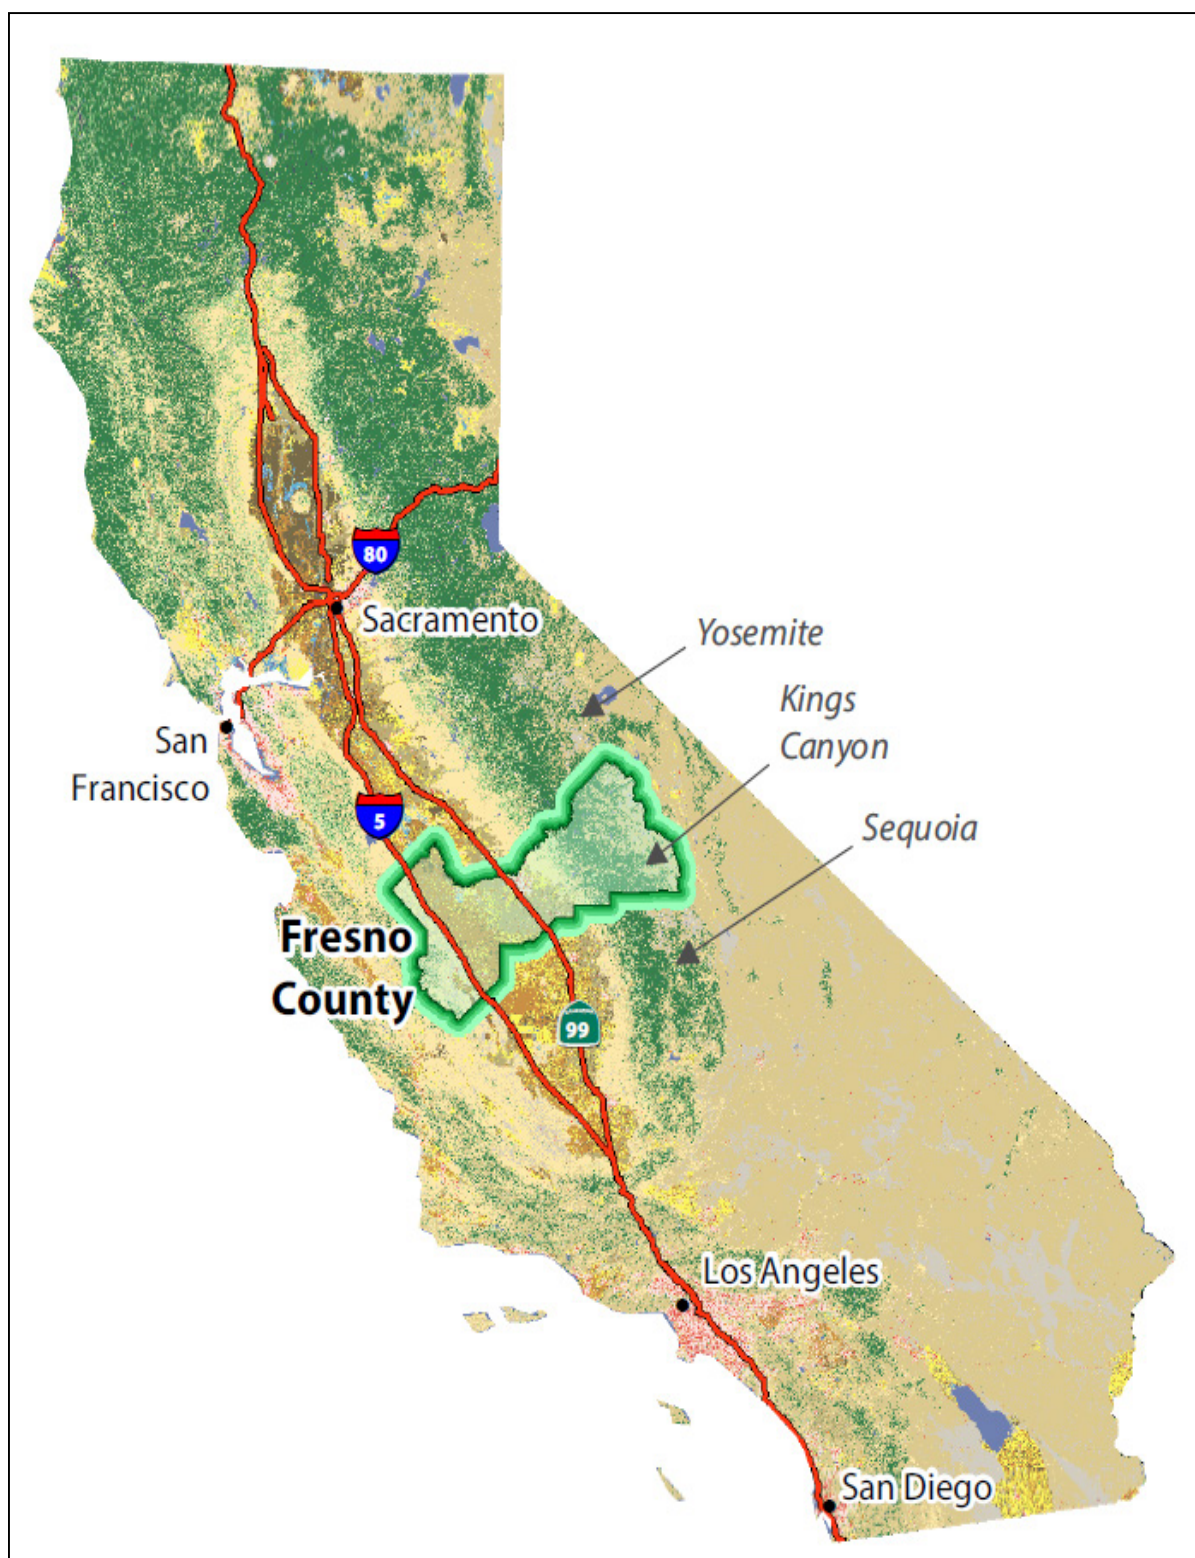 80
Sacramento
Yosemite
Kings
Canyon
San
Francisco
5
Sequoia
Fresno
County
99
Los Angeles
San Diego